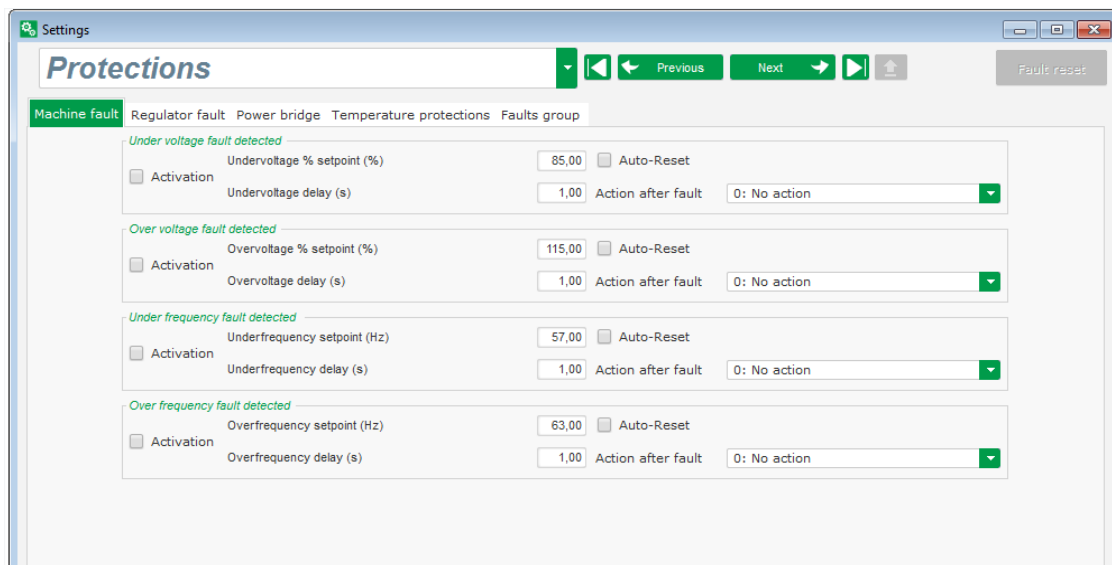 Settings
Protections
Previous
Next
Fault reset
Machine fault Regulator fault Power bridge Temperature protections Faults group
Under voltage fault detected
Activation
Undervoltage % setpoint (%) 85,00 Auto-Reset
Undervoltage delay (s) 1,00 Action after fault 0: No action
Over voltage fault detected
Activation
Overvoltage % setpoint (%) 115,00 Auto-Reset
Overvoltage delay (s) 1,00 Action after fault 0: No action
Under frequency fault detected
Activation
Underfrequency setpoint (Hz) 57,00 Auto-Reset
Underfrequency delay (s) 1,00 Action after fault 0: No action
Over frequency fault detected
Activation
Overfrequency setpoint (Hz) 63,00 Auto-Reset
Overfrequency delay (s) 1,00 Action after fault 0: No action